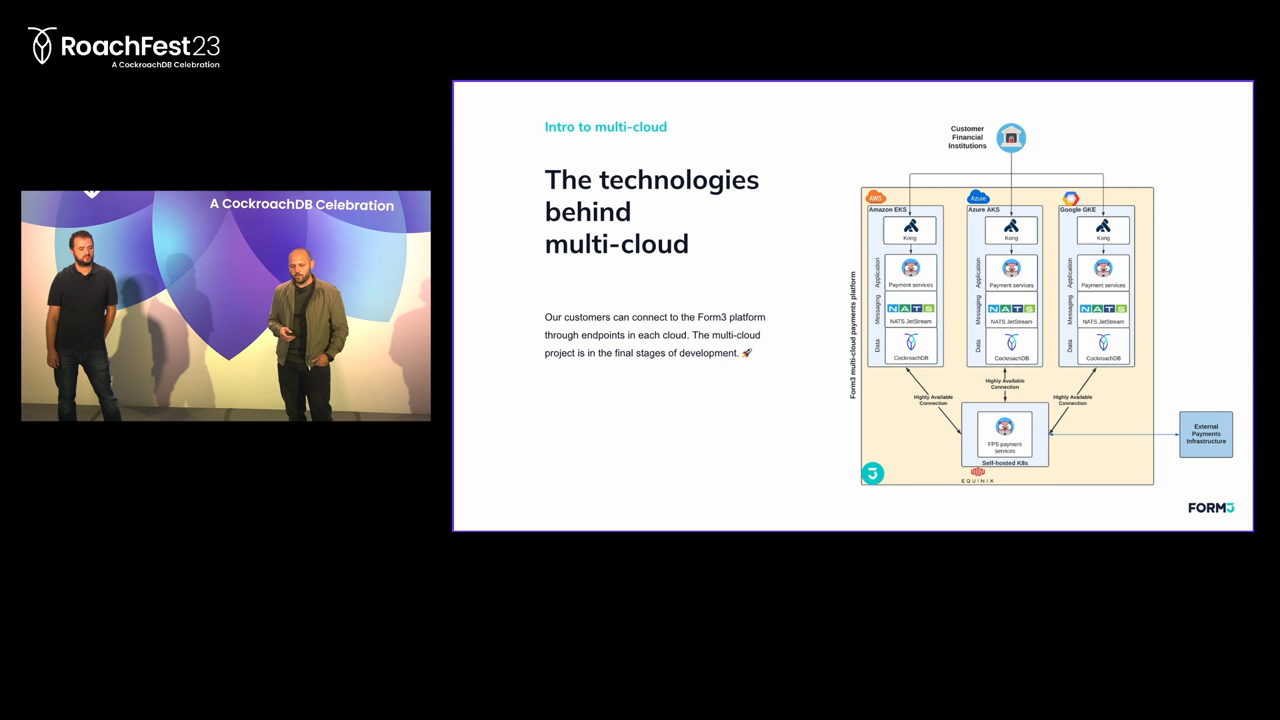 RoachFest23
A CockroachDB Celebration
A CockroachDB Celebration
Intro to multi-cloud
The technologies
behind
multi-cloud
Our customers can connect to the Form3 platform
through endpoints in each cloud. The multi-cloud
project is in the final stages of development. 🚀
Customer
Financial
Institutions
Form3 multi-cloud payments platform
AWS
Amazon EKS
Kong
Application
Payment services
Messaging
NATS
NATS JetStream
Data
CockroachDB
Azure
Azure AKS
Kong
Application
Payment services
Messaging
NATS
NATS JetStream
Data
CockroachDB
Google GKE
Kong
Application
Payment services
Messaging
NATS
NATS JetStream
Data
CockroachDB
Highly Available
Connection
Highly Available
Connection
Highly Available
Connection
FPS payment
services
Self-hosted K8s
EQUINIX
External
Payments
Infrastructure
3
FORM3